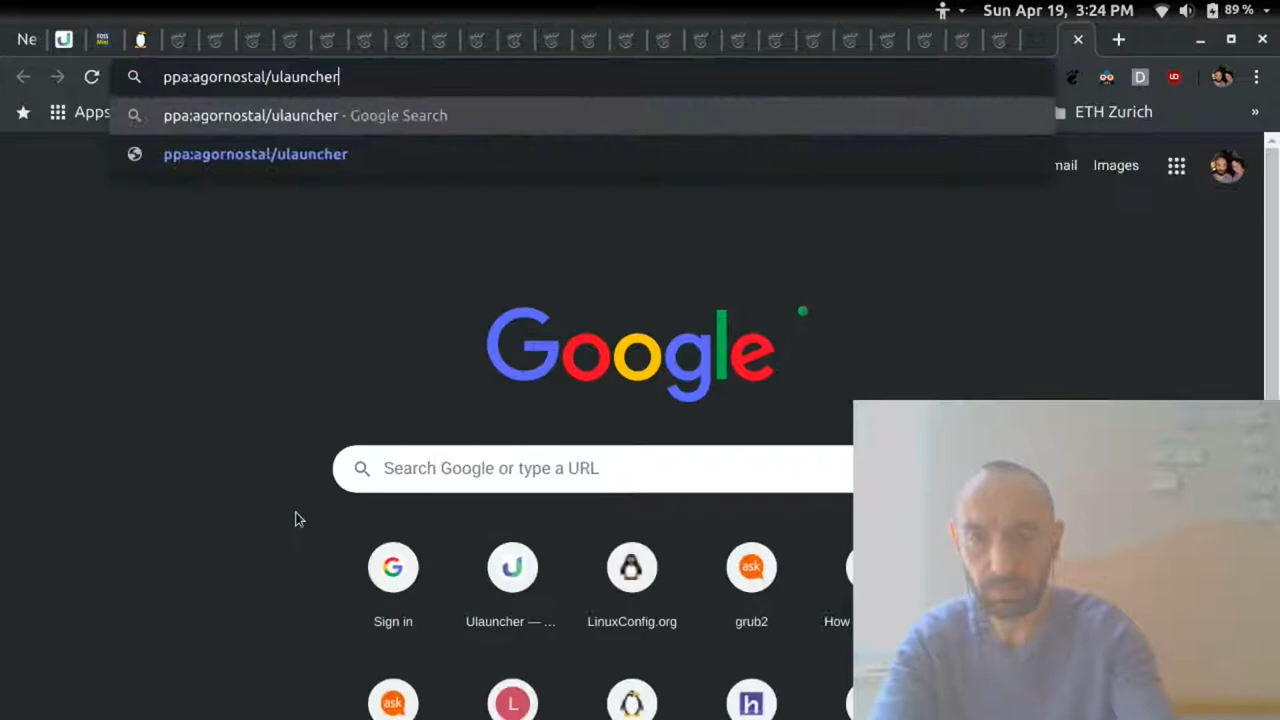 Sun Apr 19, 3:24 PM
89 %
Ne
ppa:agornostal/ulauncher
Apps
ppa:agornostal/ulauncher - Google Search
ETH Zurich
»
ppa:agornostal/ulauncher
mail
Images
Google
Search Google or type a URL
Sign in
Ulauncher — ...
LinuxConfig.org
grub2
How
ask
ask
L
h
D
UD